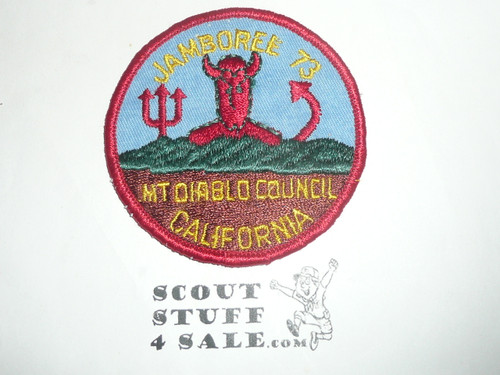 JAMBOREE 73
MT DIABLO COUNCIL
CALIFORNIA
SCOUT
STUFF
4 SALE.COM